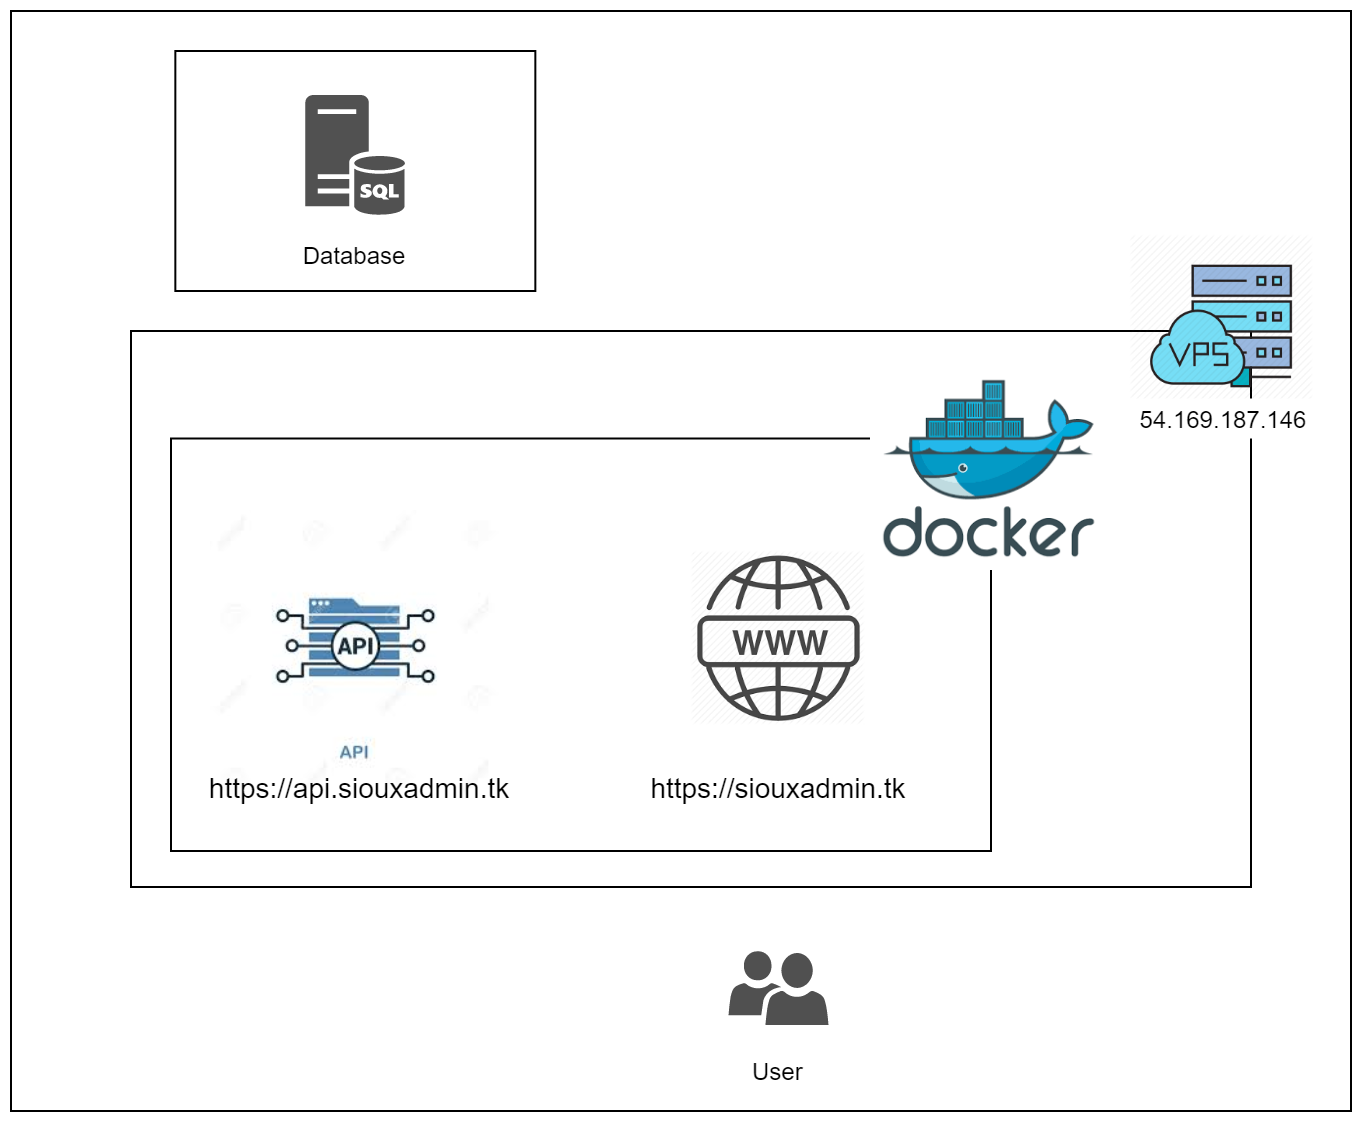 SQL
Database
VPS
54.169.187.146
docker
API
WWW
API
https://api.siouxadmin.tk
https://siouxadmin.tk
User